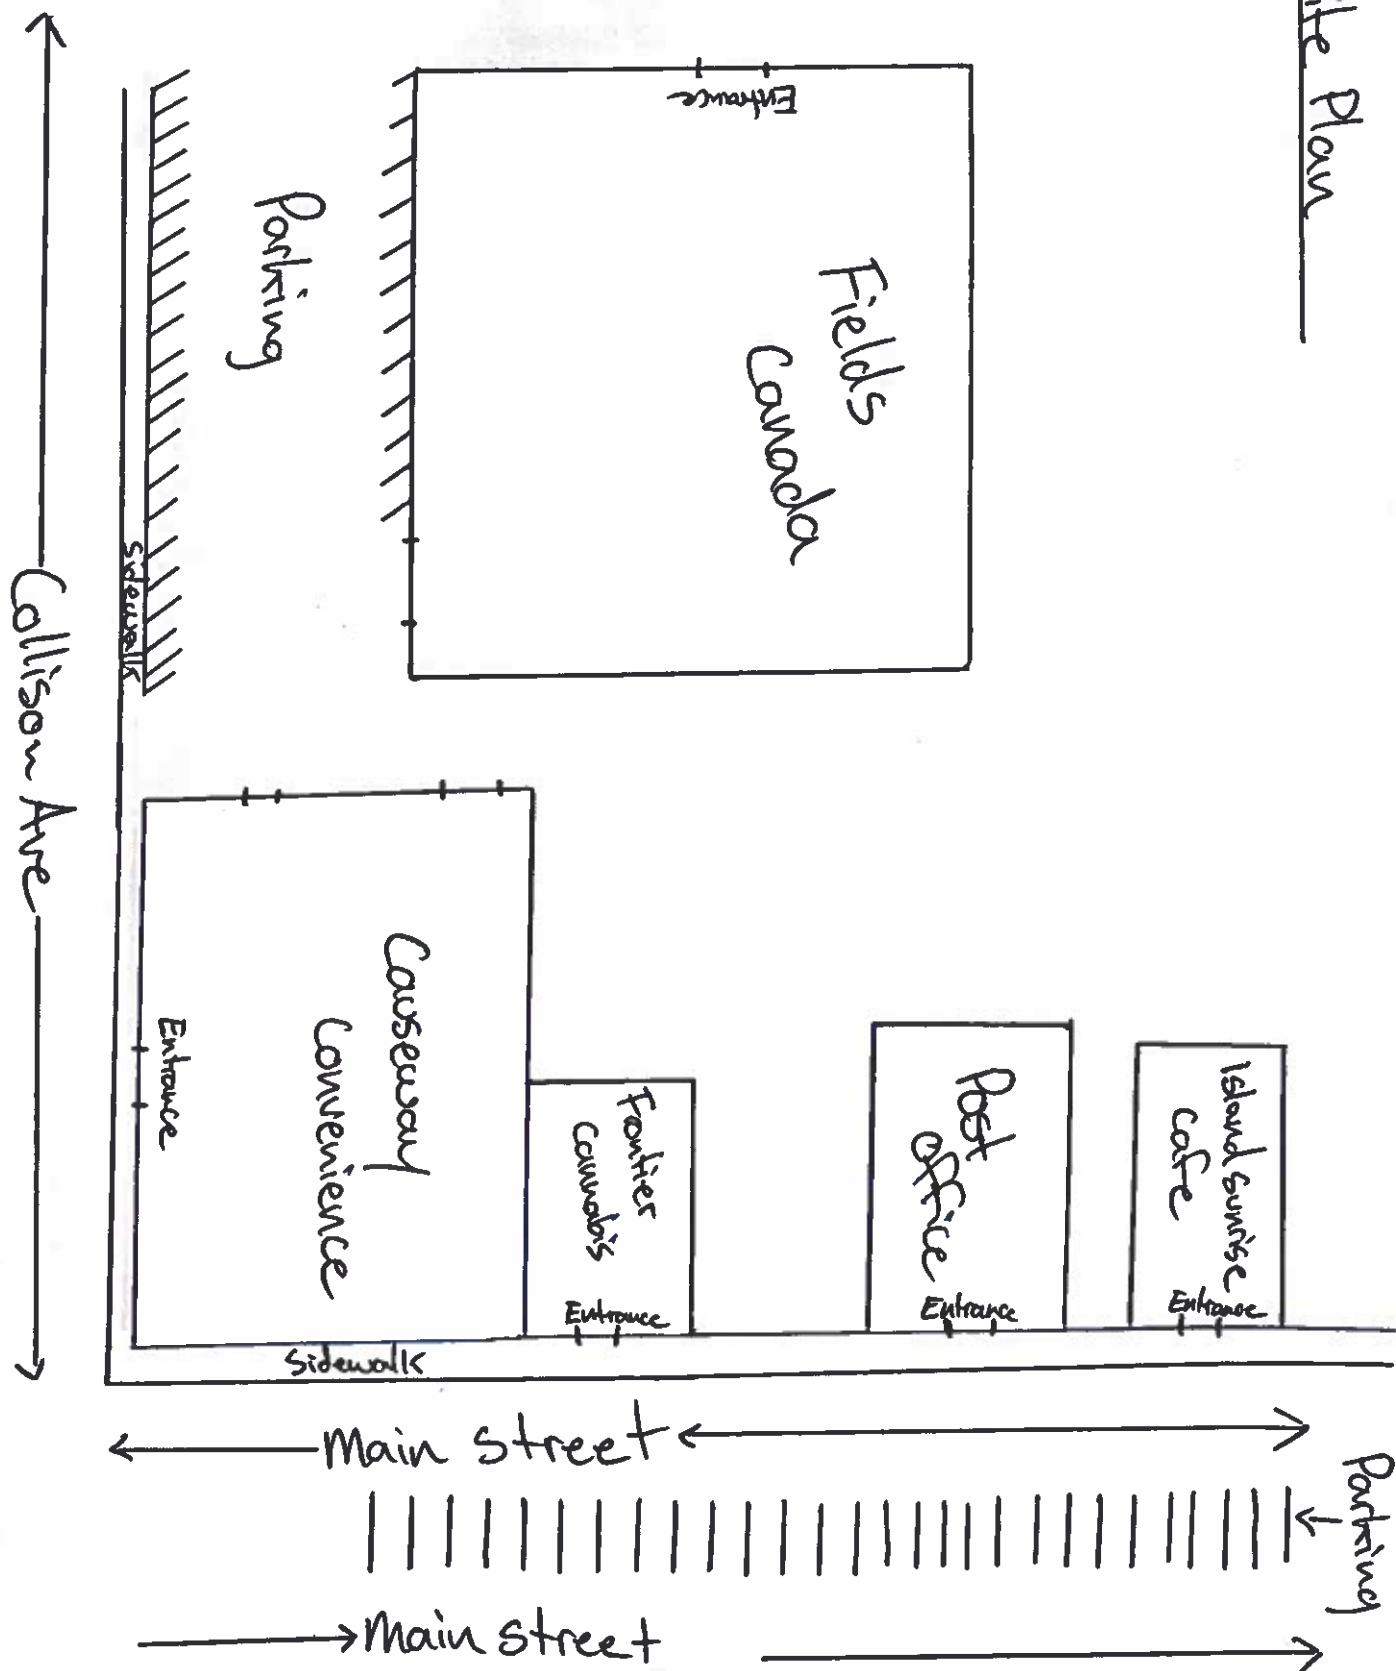 ite Plan
Entrance
Fields
Canada
Parking
Sidewalk
Collison Ave
Causeway
Convenience
Entrance
Frontier
Cannabis
Entrance
Post
Office
Entrance
Island Sunrise
Cafe
Entrance
Sidewalk
Main Street
Parking
Main Street